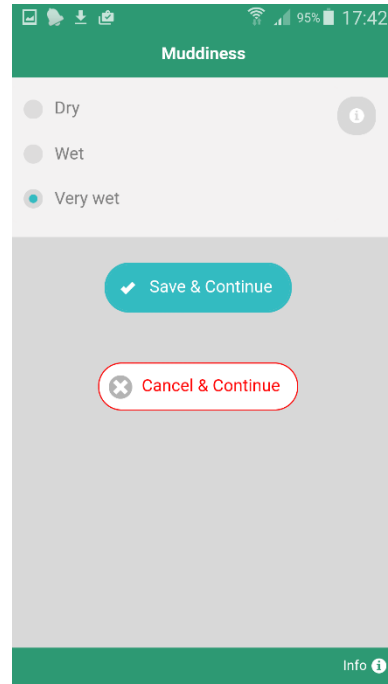 95% 17:42
Muddiness
Dry
Wet
Very wet
Save & Continue
Cancel & Continue
Info